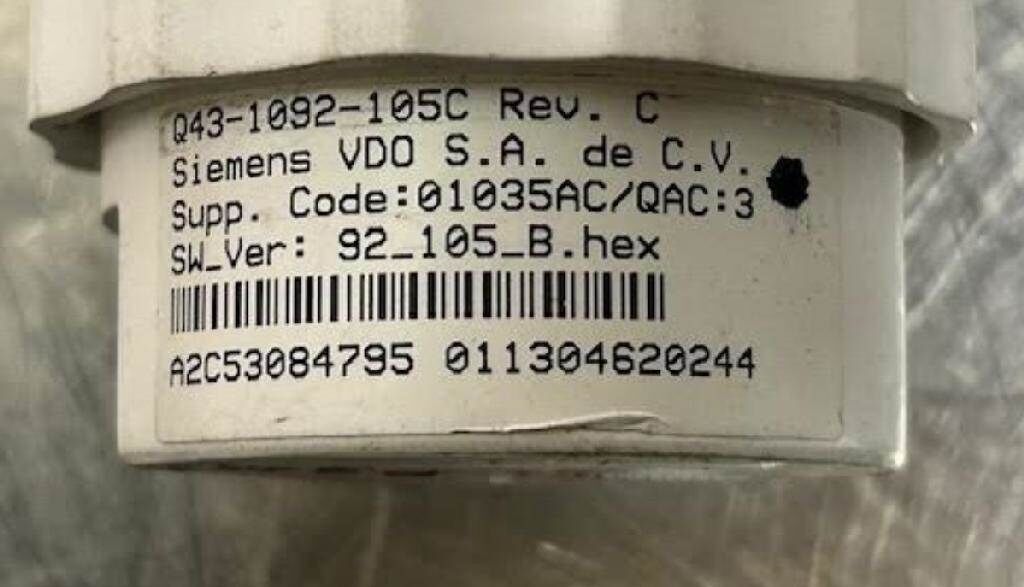 Q43-1092-105C Rev. C
Siemens VDO S.A. de C.V.
Supp. Code:01035AC/QAC:3
SW_Ver: 92_105_B.hex
A2C53084795 011304620244